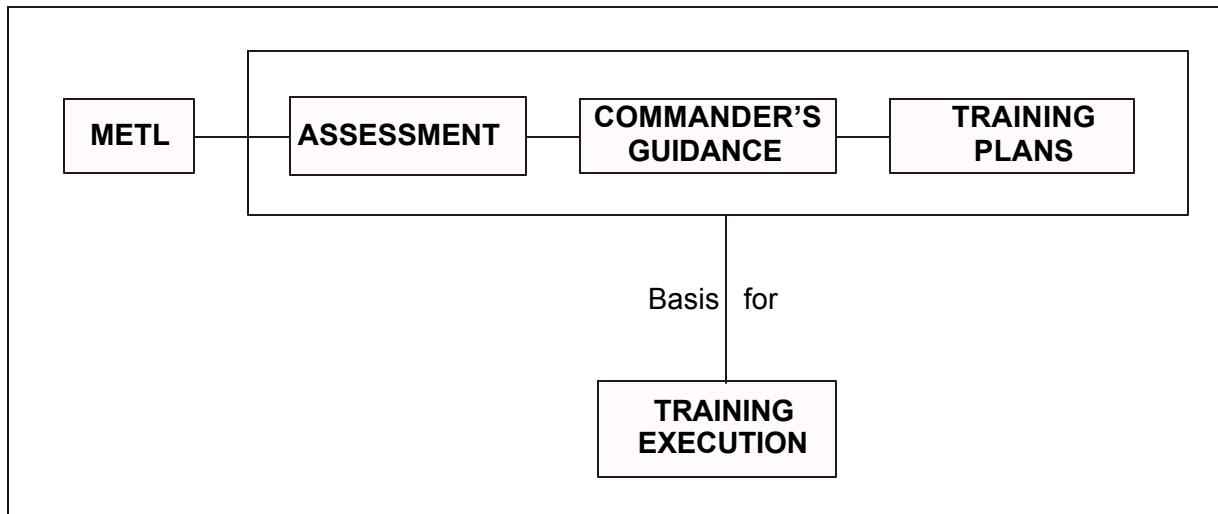 METL
ASSESSMENT
COMMANDER’S
GUIDANCE
TRAINING
PLANS
Basis for
TRAINING
EXECUTION